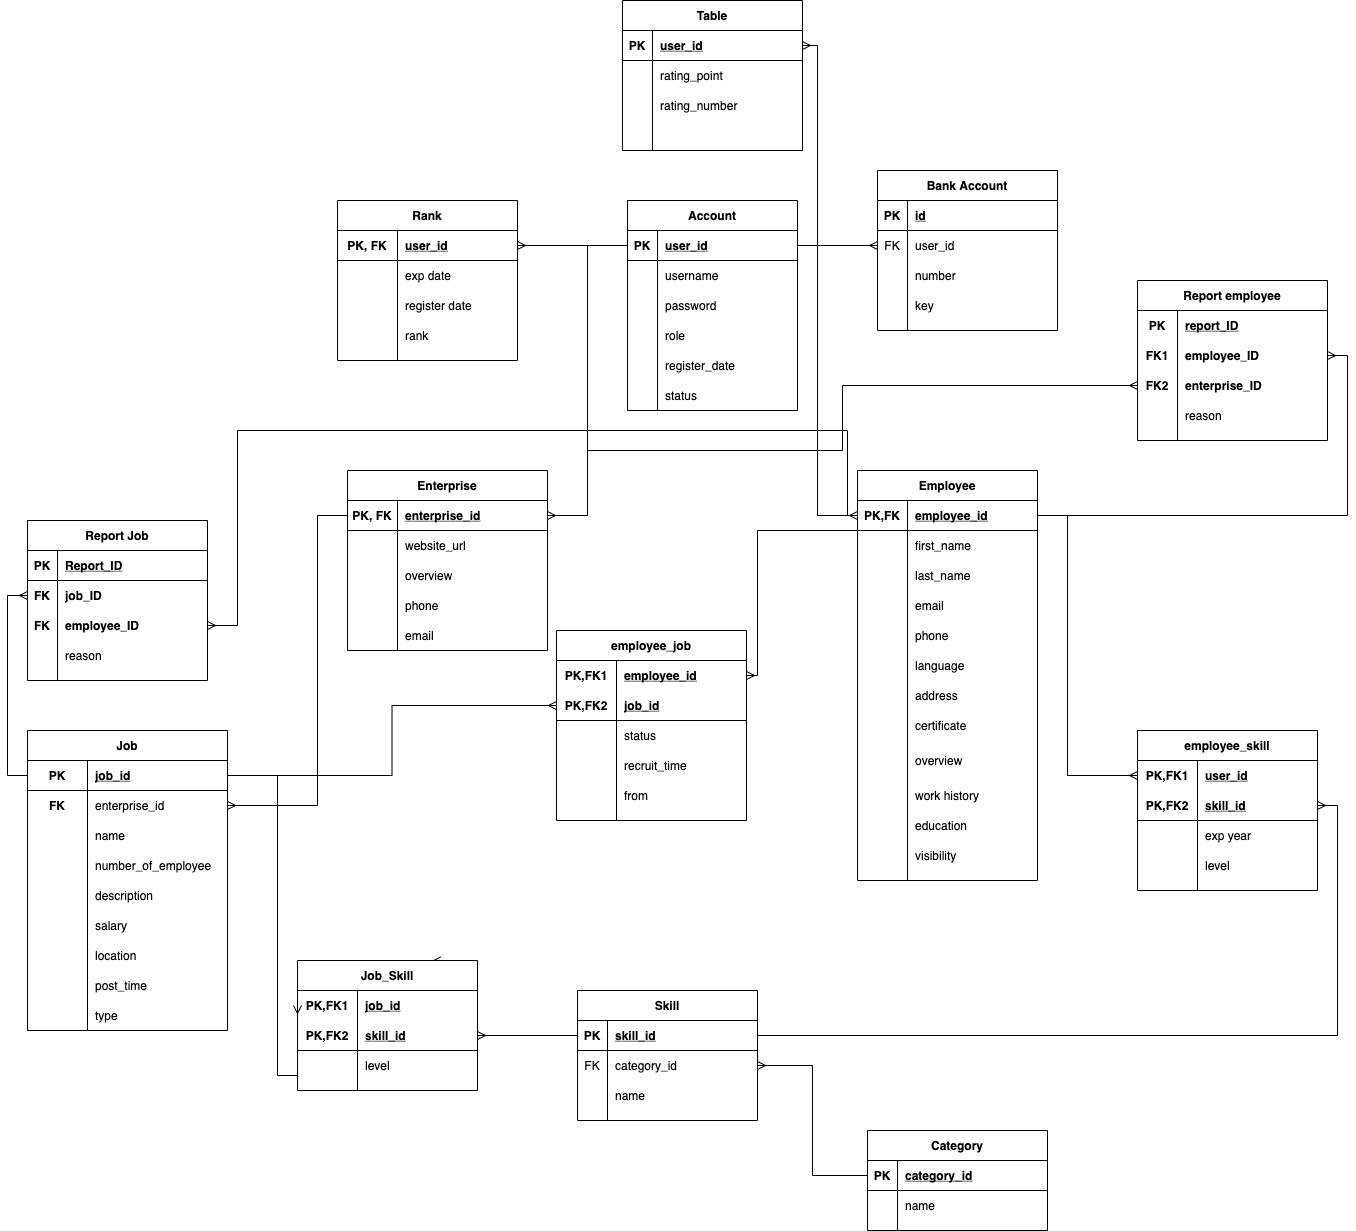 Table
PK user_id
rating_point
rating_number
Rank
PK, FK user_id
exp date
register date
rank
Account
PK user_id
username
password
role
register_date
status
Bank Account
PK id
FK user_id
number
key
Report employee
PK report_ID
FK1 employee_ID
FK2 enterprise_ID
reason
Enterprise
PK, FK enterprise_id
website_url
overview
phone
email
Employee
PK,FK employee_id
first_name
last_name
email
phone
language
address
certificate
overview
work history
education
visibility
Report Job
PK Report_ID
FK job_ID
FK employee_ID
reason
employee_job
PK,FK1 employee_id
PK,FK2 job_id
status
recruit_time
from
Job
PK job_id
FK enterprise_id
name
number_of_employee
description
salary
location
post_time
type
employee_skill
PK,FK1 user_id
PK,FK2 skill_id
exp year
level
Job_Skill
PK,FK1 job_id
PK,FK2 skill_id
level
Skill
PK skill_id
FK category_id
name
Category
PK category_id
name